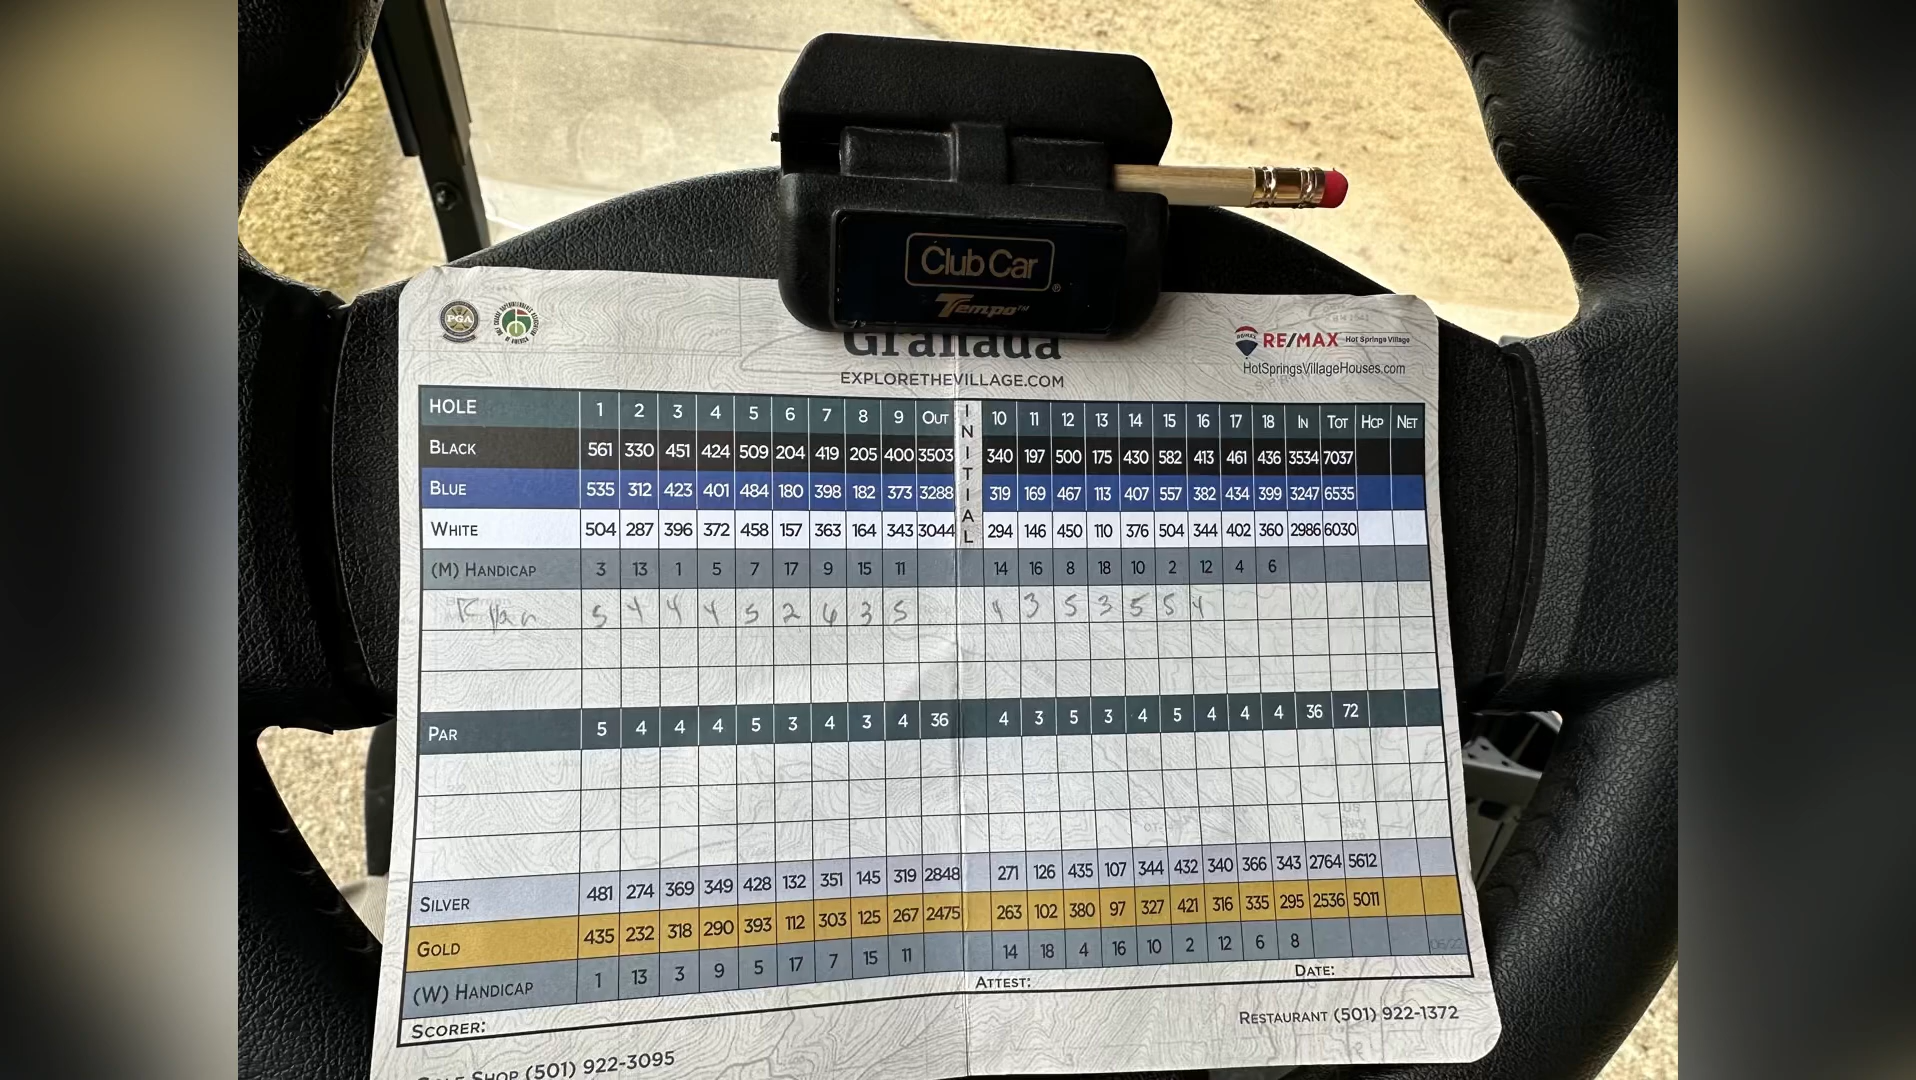 Club Car ®
Tempo™
PGA
Granada
EXPLORETHEVILLAGE.COM
RE/MAX Hot Springs Village
HotSpringsVillageHouses.com
HOLE 1 2 3 4 5 6 7 8 9 OUT INITIAL 10 11 12 13 14 15 16 17 18 IN TOT HCP NET
BLACK 561 330 451 424 509 204 419 205 400 3503 340 197 500 175 430 582 413 461 436 3534 7037
BLUE 535 312 423 401 484 180 398 182 373 3288 319 169 467 113 407 557 382 434 399 3247 6535
WHITE 504 287 396 372 458 157 363 164 343 3044 294 146 450 110 376 504 344 402 360 2986 6030
(M) HANDICAP 3 13 1 5 7 17 9 15 11 14 16 8 18 10 2 12 4 6
Ryan 5 4 4 4 5 2 4 3 5 4 3 5 3 5 5 4
PAR 5 4 4 4 5 3 4 3 4 36 4 3 5 3 4 5 4 4 4 36 72
SILVER 481 274 369 349 428 132 351 145 319 2848 271 126 435 107 344 432 340 366 343 2764 5612
GOLD 435 232 318 290 393 112 303 125 267 2475 263 102 380 97 327 421 316 335 295 2536 5011
(W) HANDICAP 1 13 3 9 5 17 7 15 11 14 18 4 16 10 2 12 6 8
06/22
SCORER: ATTEST: DATE:
GOLF SHOP (501) 922-3095
RESTAURANT (501) 922-1372